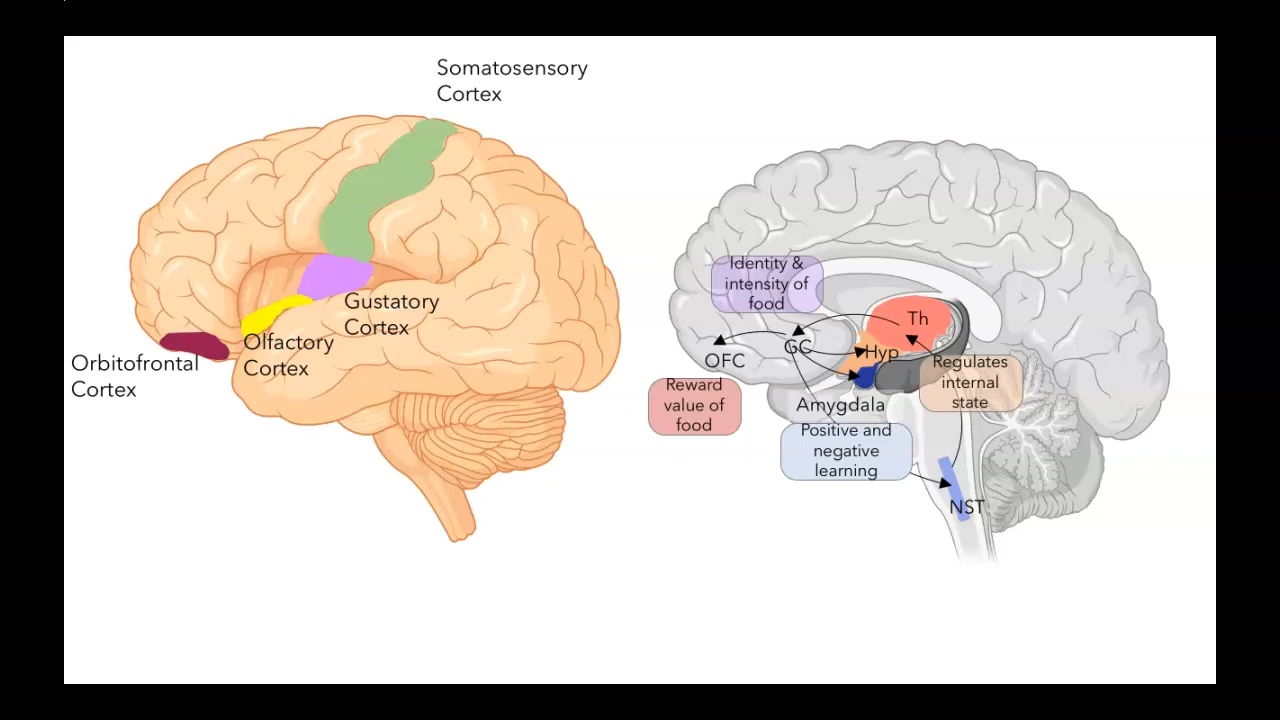 Somatosensory
Cortex
Gustatory
Cortex
Olfactory
Cortex
Orbitofrontal
Cortex
Identity &
intensity of
food
Th
GC
Hyp
OFC
Regulates
internal
state
Reward
value of
food
Amygdala
Positive and
negative
learning
NST